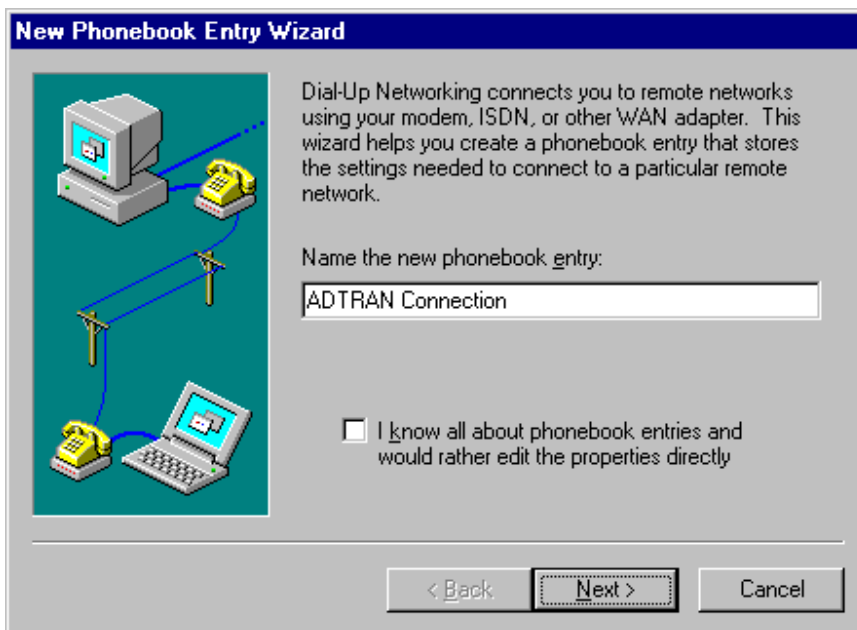 New Phonebook Entry Wizard
Dial-Up Networking connects you to remote networks
using your modem, ISDN, or other WAN adapter.  This
wizard helps you create a phonebook entry that stores
the settings needed to connect to a particular remote
network.
Name the new phonebook entry:
ADTRAN Connection
I know all about phonebook entries and
would rather edit the properties directly
< Back
Next >
Cancel